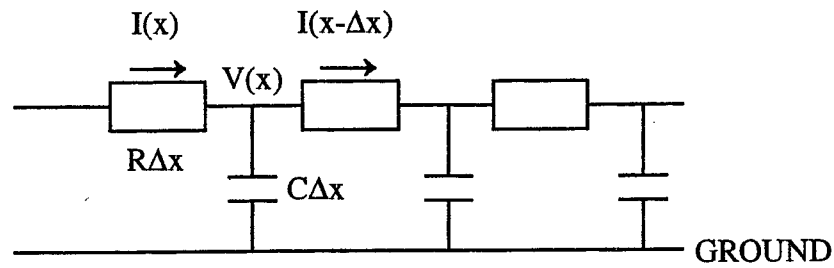 I(x) I(x-Δx)
V(x)
RΔx
CΔx
GROUND